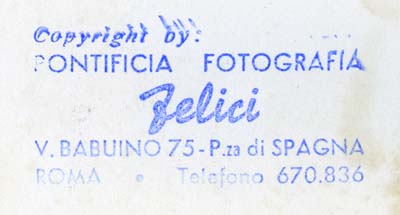 Copyright by:
PONTIFICIA FOTOGRAFIA
Felici
V. BABUINO 75-P.za di SPAGNA
ROMA • Telefono 670.836